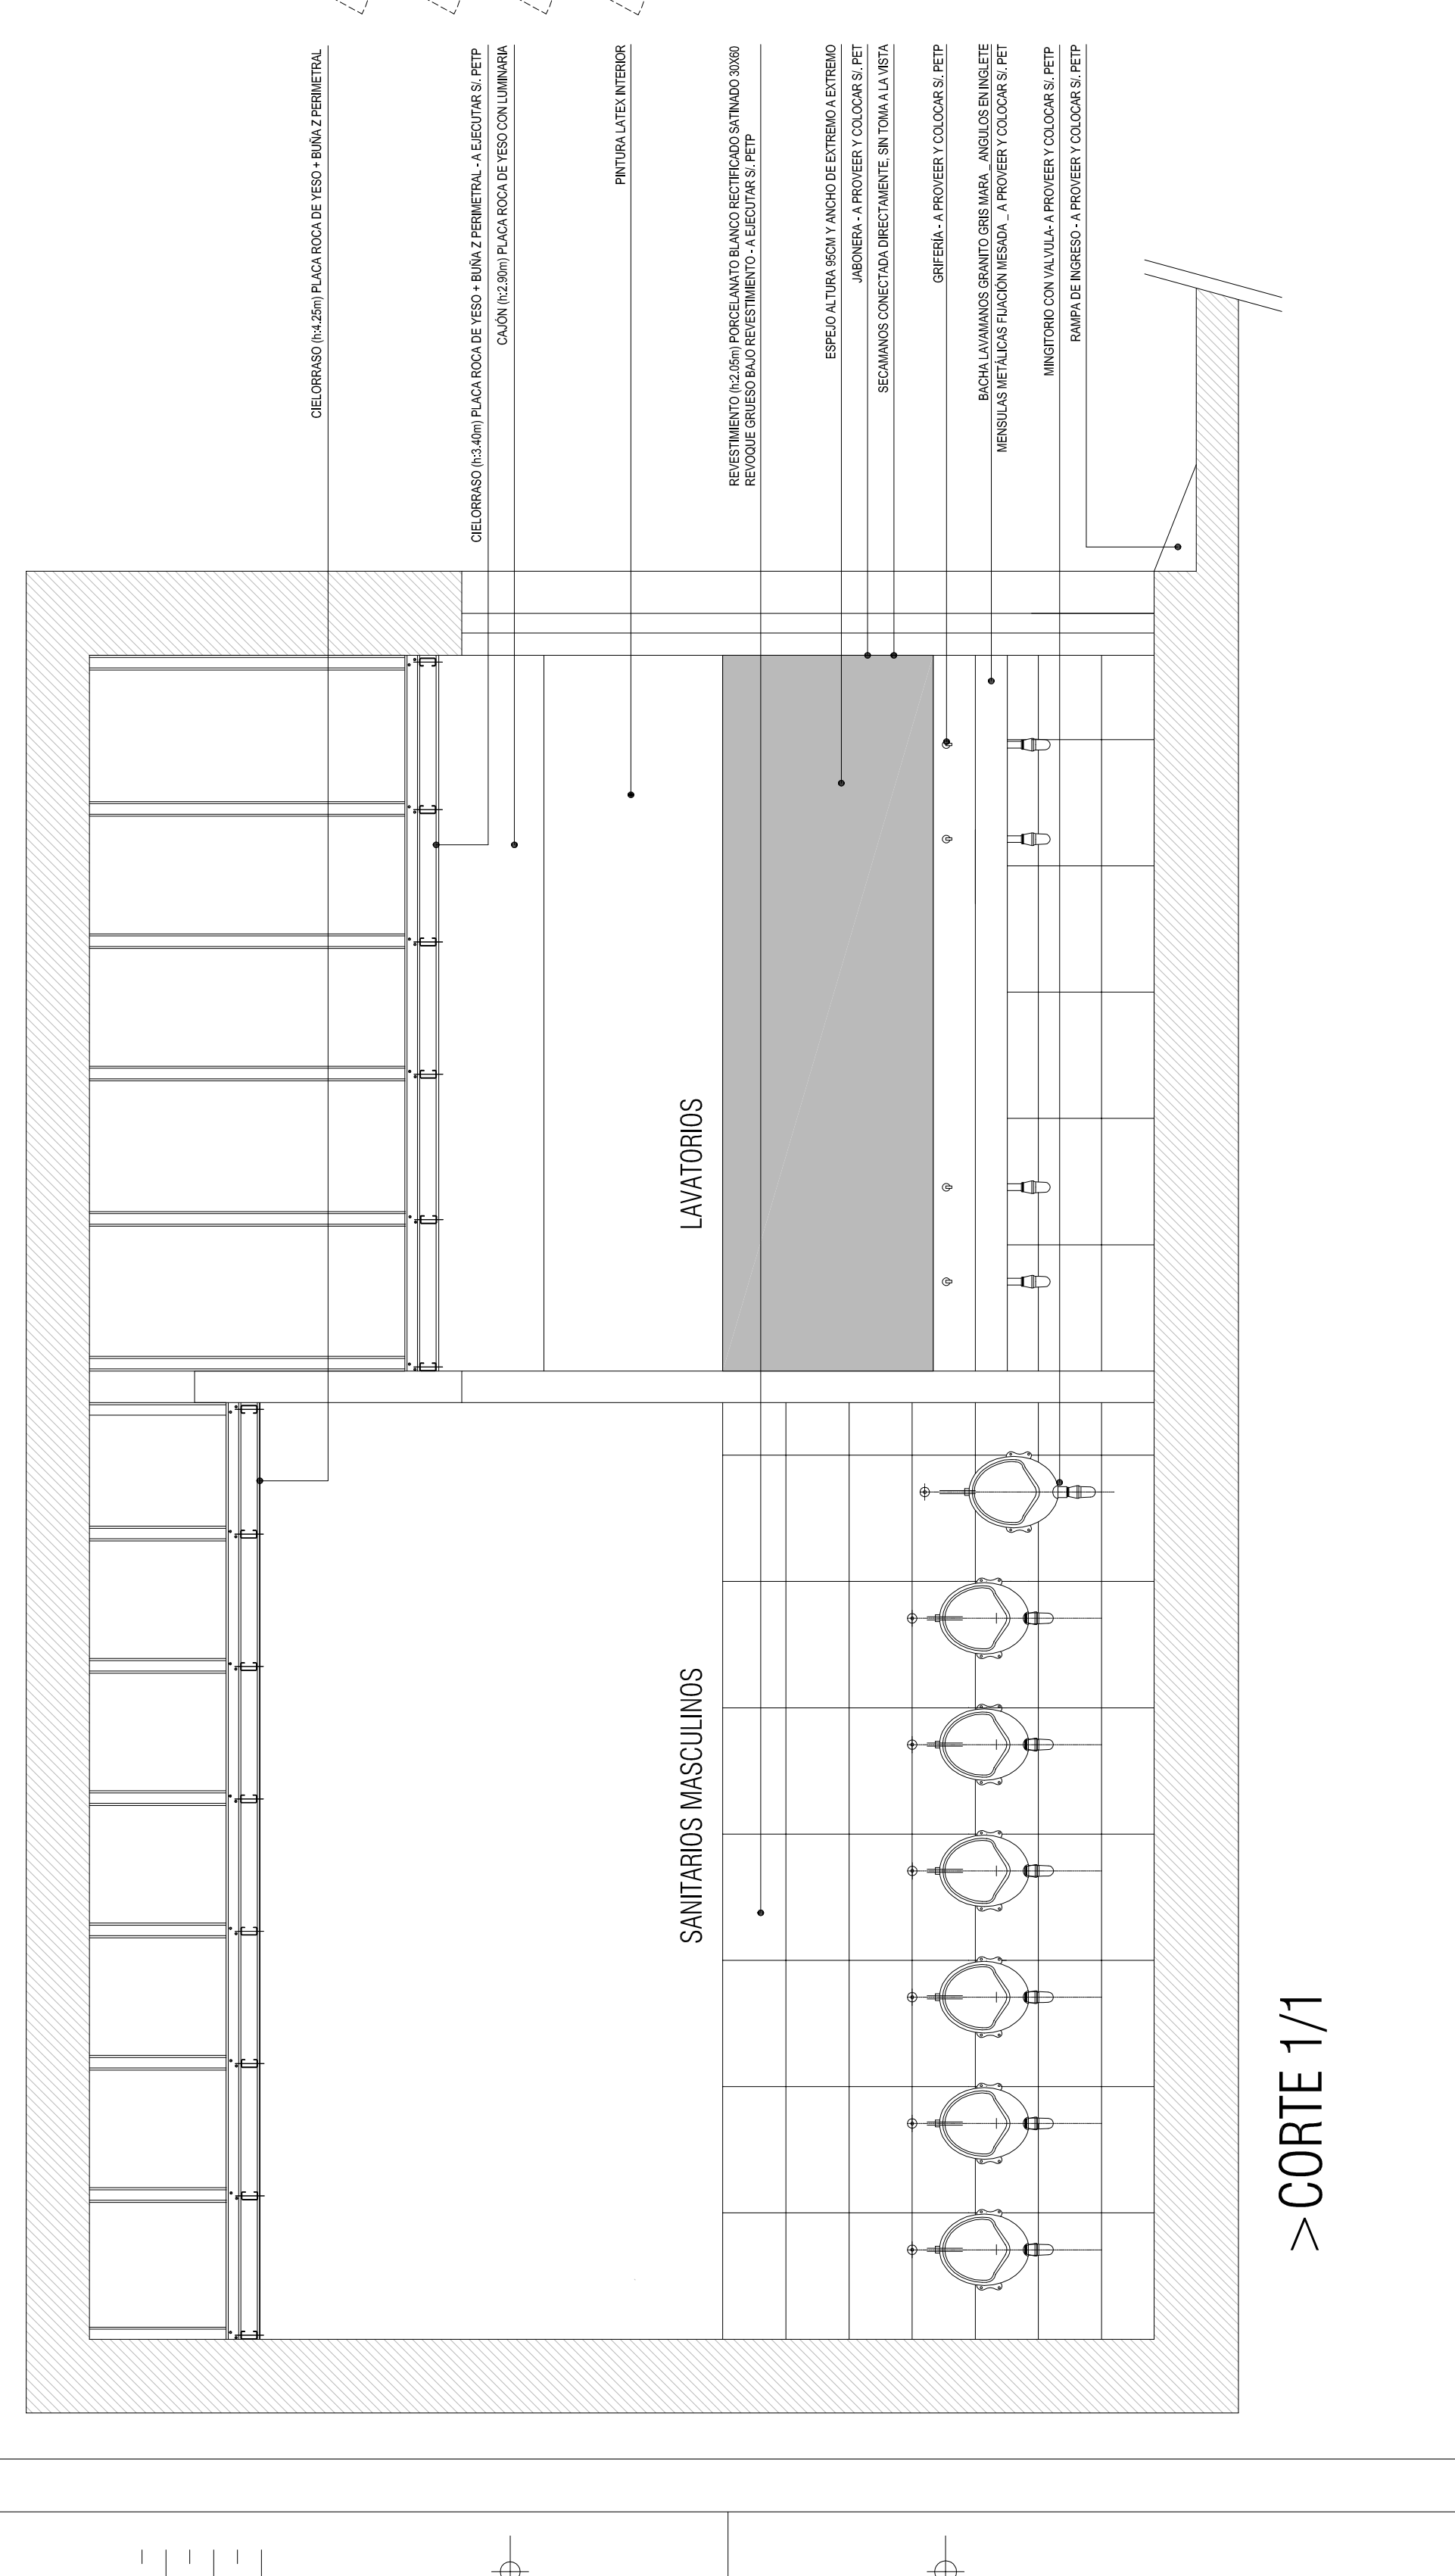 CIELORRASO (h:4.25m) PLACA ROCA DE YESO + BUÑA Z PERIMETRAL
CIELORRASO (h:3.40m) PLACA ROCA DE YESO + BUÑA Z PERIMETRAL - A EJECUTAR S/. PETP
CAJÓN (h:2.90m) PLACA ROCA DE YESO CON LUMINARIA
PINTURA LATEX INTERIOR
REVESTIMIENTO (h:2.05m) PORCELANATO BLANCO RECTIFICADO SATINADO 30X60
REVOQUE GRUESO BAJO REVESTIMIENTO - A EJECUTAR S/. PETP
ESPEJO ALTURA 95CM Y ANCHO DE EXTREMO A EXTREMO
JABONERA - A PROVEER Y COLOCAR S/. PET
SECAMANOS CONECTADA DIRECTAMENTE, SIN TOMA A LA VISTA
GRIFERÍA - A PROVEER Y COLOCAR S/. PETP
BACHA LAVAMANOS GRANITO GRIS MARA _ ANGULOS EN INGLETE
MENSULAS METÁLICAS FIJACIÓN MESADA _ A PROVEER Y COLOCAR S/. PET
MINGITORIO CON VALVULA- A PROVEER Y COLOCAR S/. PETP
RAMPA DE INGRESO - A PROVEER Y COLOCAR S/. PETP
SANITARIOS MASCULINOS
LAVATORIOS
>CORTE 1/1